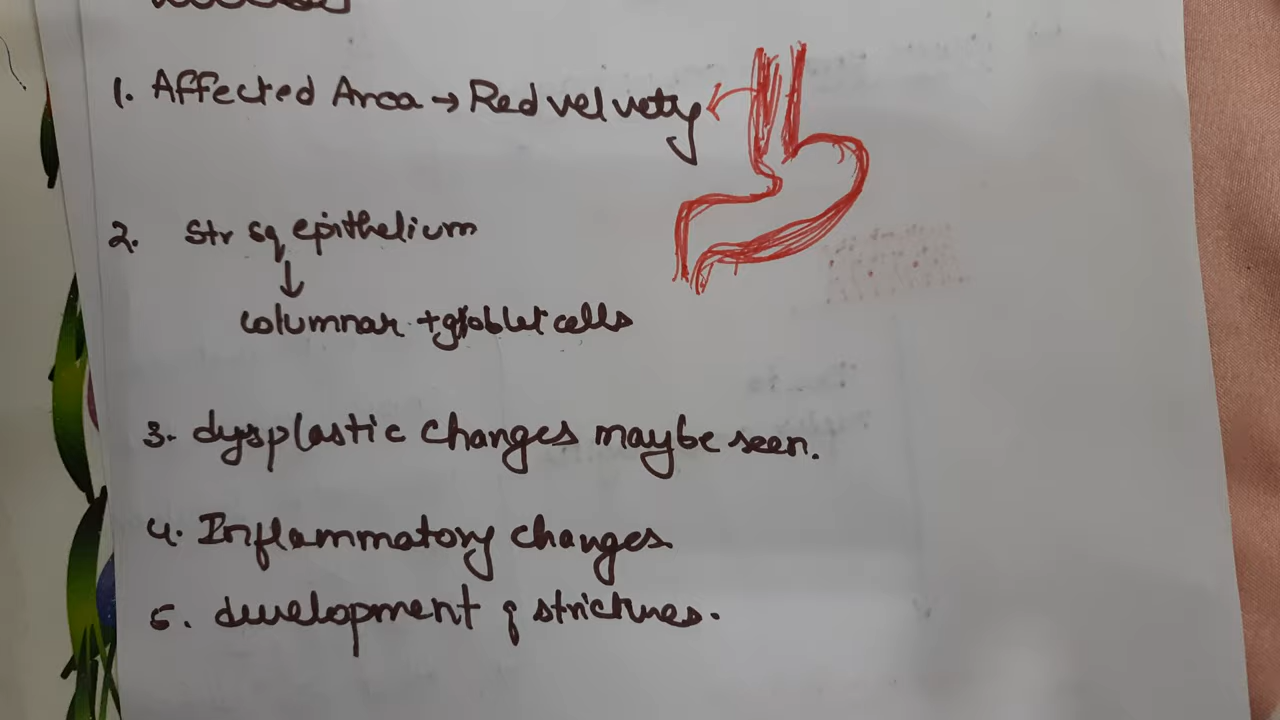 1. Affected Area → Red velvety
2. Str sq epithelium
↓
columnar + goblet cells
3. dysplastic changes maybe seen.
4. Inflammatory changes
5. development of strictures.